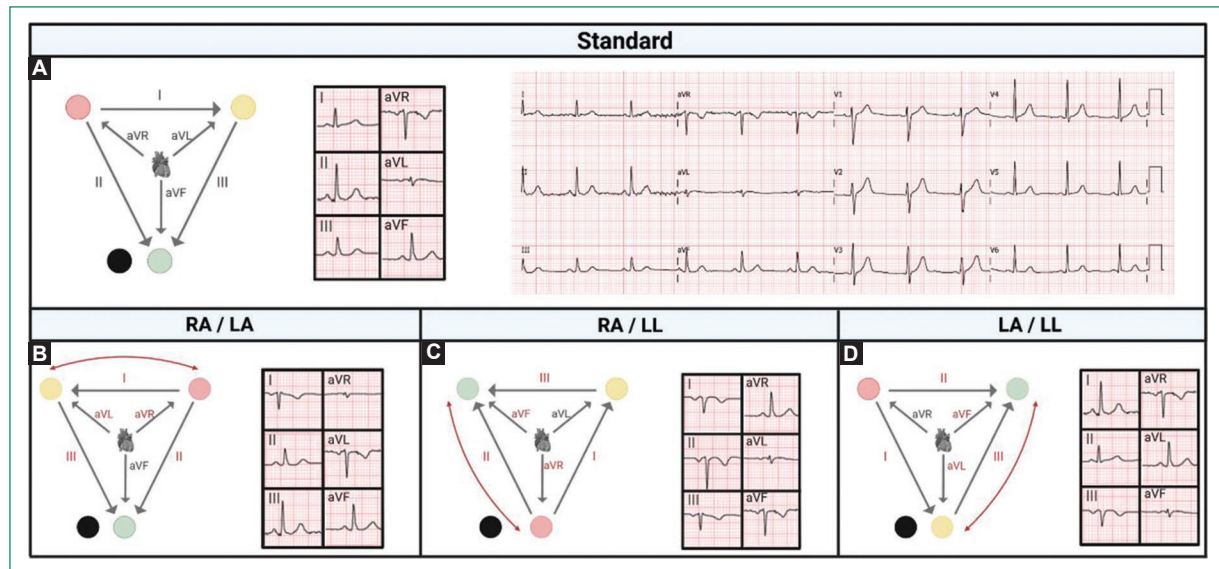 Standard
A
I
aVR
aVL
II
aVF
III
I
aVR
II
aVL
III
aVF
I
aVR
V1
V4
II
aVL
V2
V5
III
aVF
V3
V6
RA / LA
RA / LL
LA / LL
B
I
aVL
aVR
III
aVF
II
I
aVR
II
aVL
III
aVF
C
III
aVF
aVL
II
aVR
I
I
aVR
II
aVL
III
aVF
D
II
aVR
aVF
I
aVL
III
I
aVR
II
aVL
III
aVF